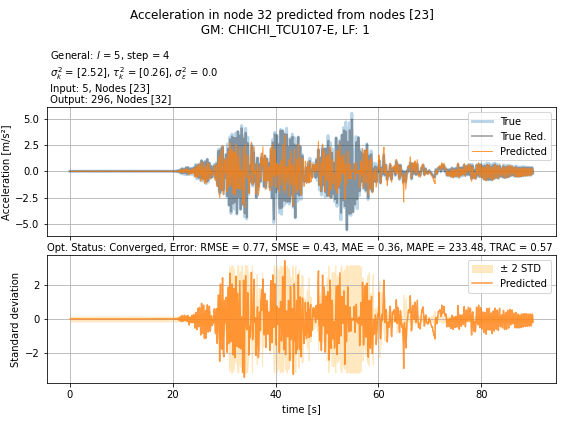 Acceleration in node 32 predicted from nodes [23]
GM: CHICHI_TCU107-E, LF: 1
General: l = 5, step = 4
σ²ₖ = [2.52], τ²ₖ = [0.26], σ²ε = 0.0
Input: 5, Nodes [23]
Output: 296, Nodes [32]
Acceleration [m/s²]
5.0
2.5
0.0
−2.5
−5.0
True
True Red.
Predicted
Opt. Status: Converged, Error: RMSE = 0.77, SMSE = 0.43, MAE = 0.36, MAPE = 233.48, TRAC = 0.57
Standard deviation
2
0
−2
± 2 STD
Predicted
0
20
40
60
80
time [s]